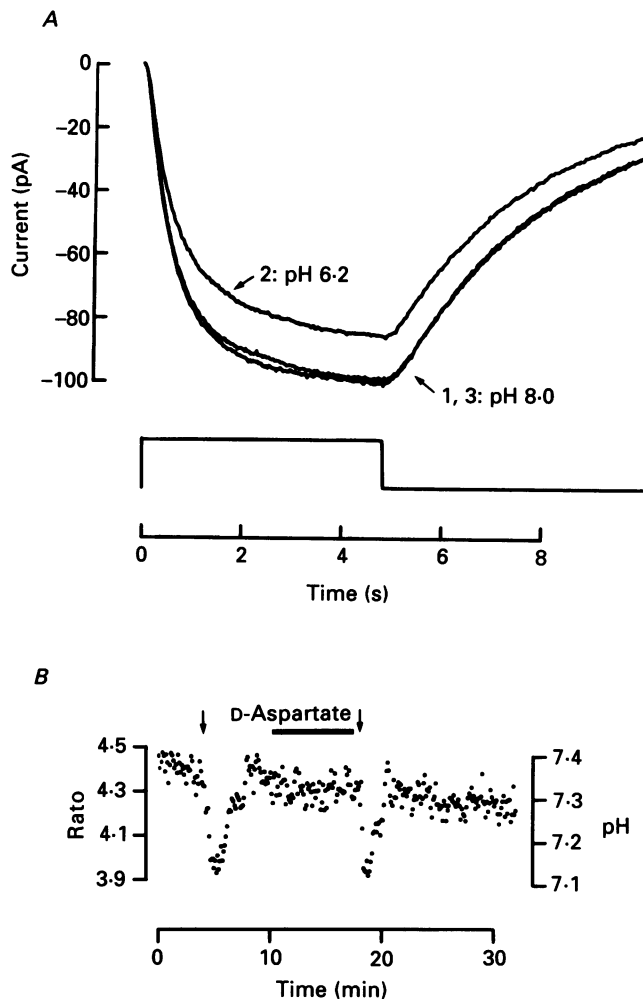 A
0
−20
−40
−60
−80
−100
Current (pA)
2: pH 6·2
1, 3: pH 8·0
0 2 4 6 8
Time (s)
B
D-Aspartate
4·5
4·3
4·1
3·9
Rato
7·4
7·3
7·2
7·1
pH
0 10 20 30
Time (min)